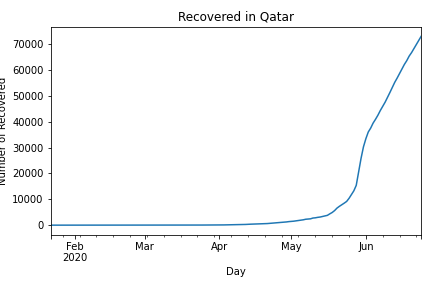 Recovered in Qatar
Number of Recovered
70000
60000
50000
40000
30000
20000
10000
0
Feb
2020
Mar
Apr
May
Jun
Day